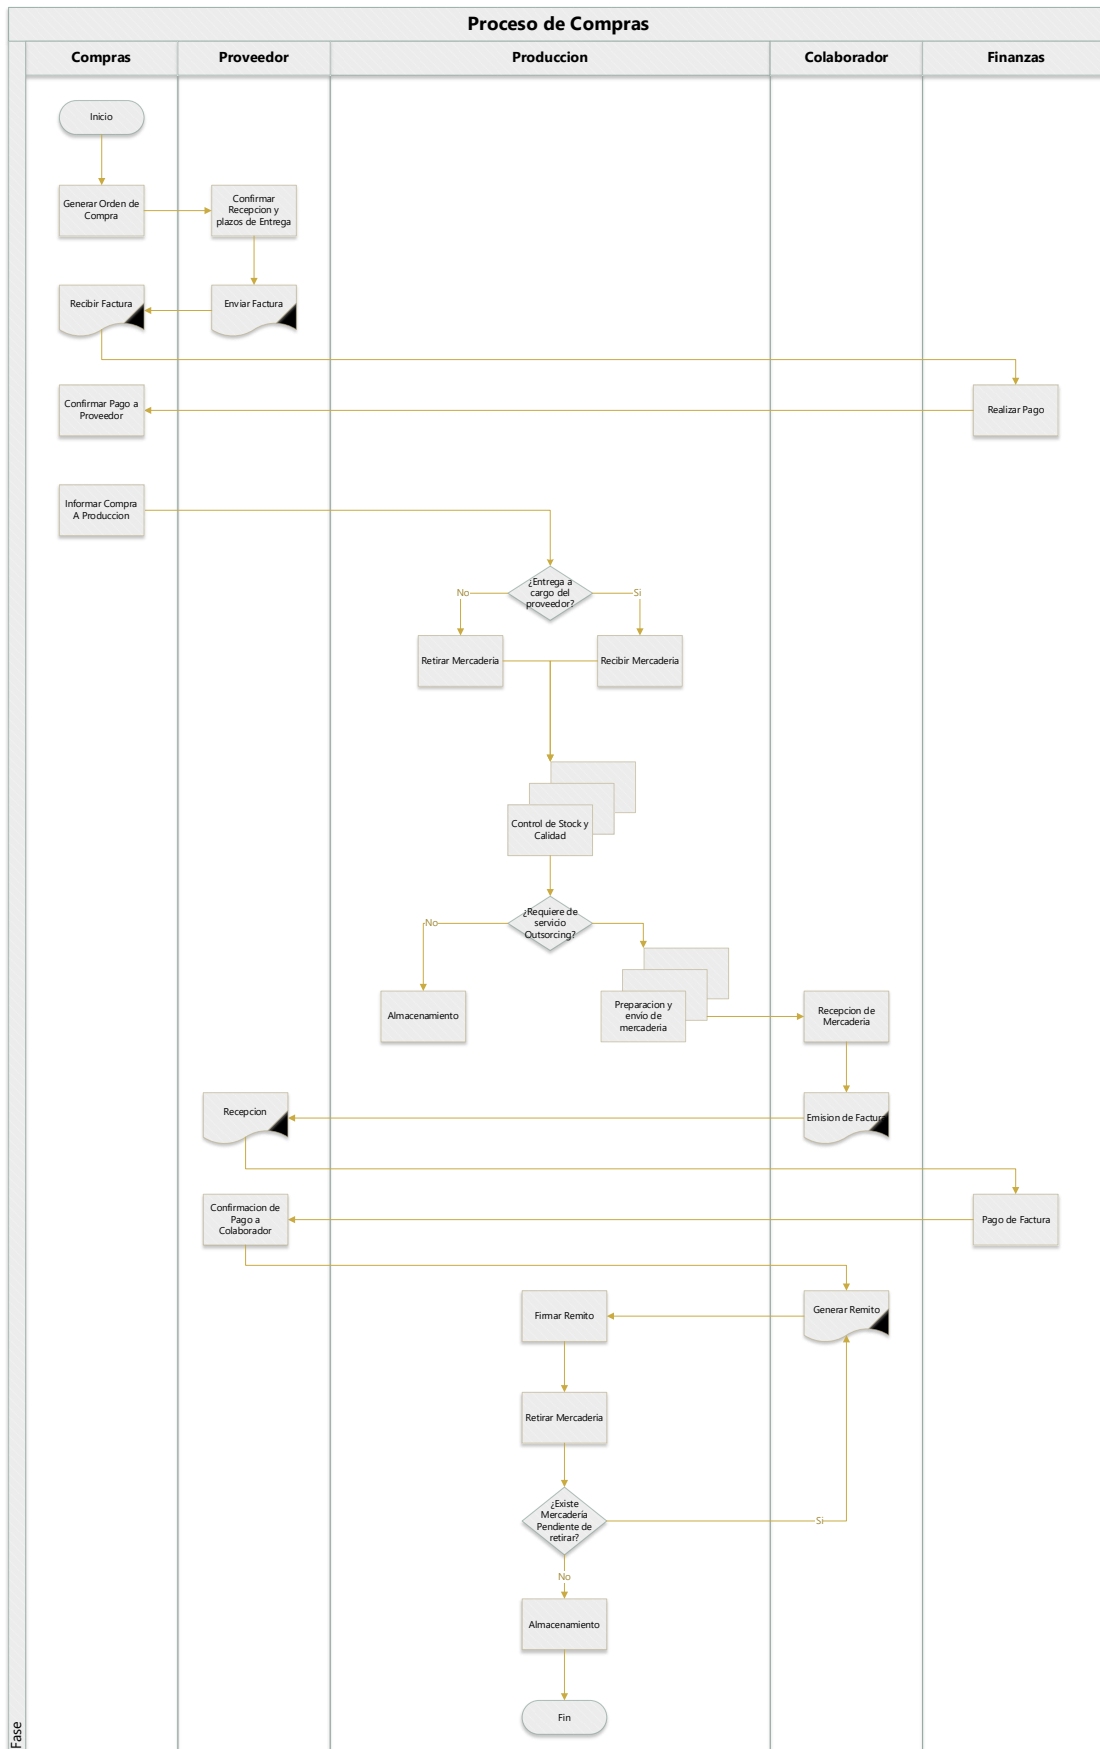 Proceso de Compras
Compras
Proveedor
Produccion
Colaborador
Finanzas
Inicio
Generar Orden de
Compra
Confirmar
Recepcion y
plazos de Entrega
Recibir Factura
Enviar Factura
Confirmar Pago a
Proveedor
Realizar Pago
Informar Compra
A Produccion
¿Entrega a
cargo del
proveedor?
No
Si
Retirar Mercaderia
Recibir Mercaderia
Control de Stock y
Calidad
¿Requiere de
servicio
Outsorcing?
No
Almacenamiento
Preparacion y
envío de
mercaderia
Recepcion de
Mercaderia
Recepcion
Emision de Factura
Confirmacion de
Pago a
Colaborador
Pago de Factura
Firmar Remito
Generar Remito
Retirar Mercaderia
¿Existe
Mercaderia
Pendiente de
retirar?
Si
No
Almacenamiento
Fin
Fase